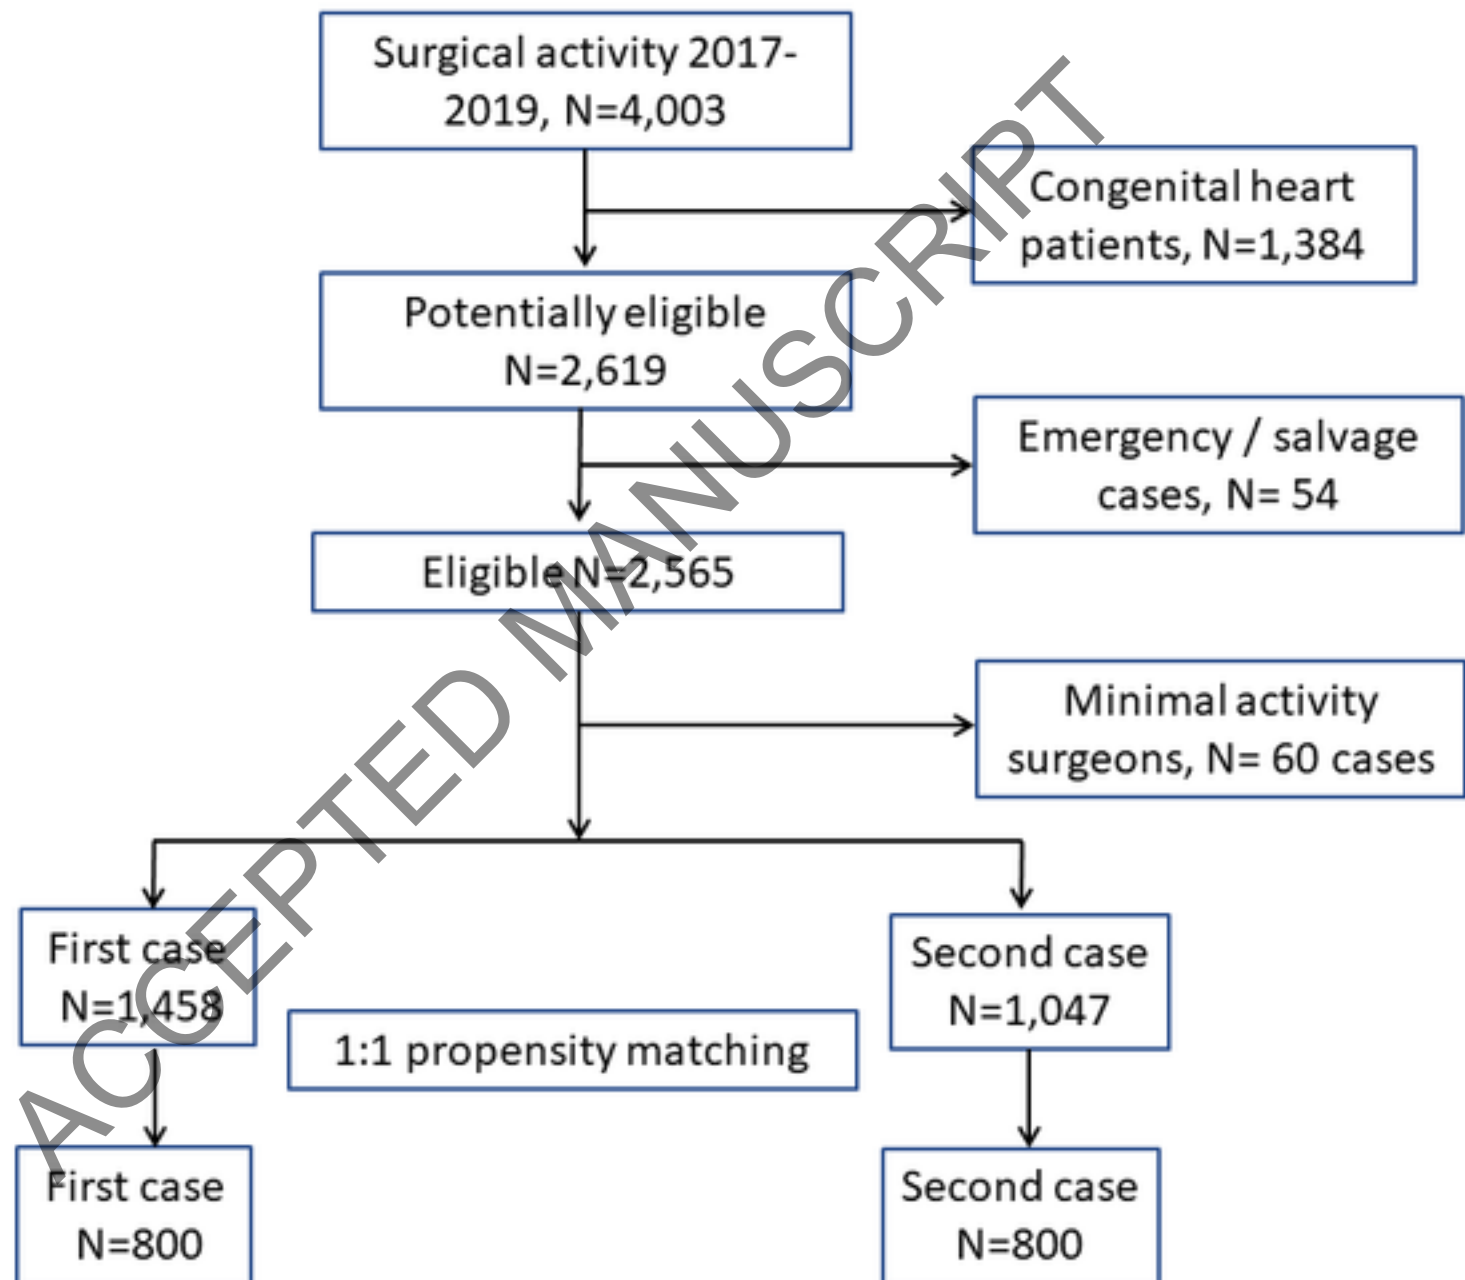 Surgical activity 2017-
2019, N=4,003
Congenital heart
patients, N=1,384
Potentially eligible
N=2,619
Emergency / salvage
cases, N= 54
Eligible N=2,565
Minimal activity
surgeons, N= 60 cases
First case
N=1,458
Second case
N=1,047
1:1 propensity matching
First case
N=800
Second case
N=800
ACCEPTED MANUSCRIPT